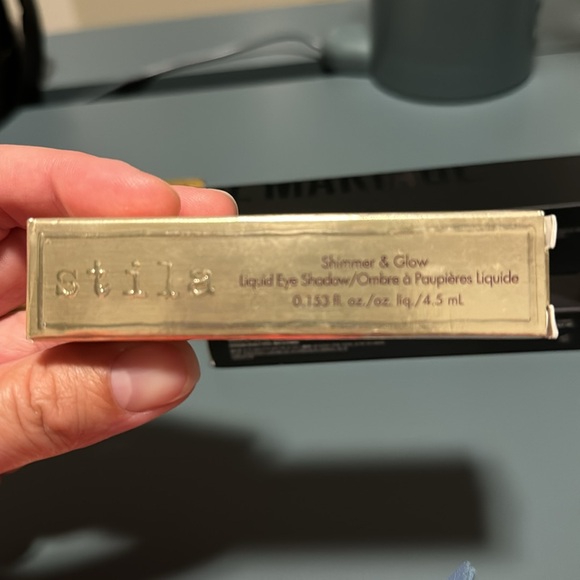 stila
Shimmer & Glow
Liquid Eye Shadow/Ombre à Paupières Liquide
0.153 fl. oz./oz. liq./4.5 mL